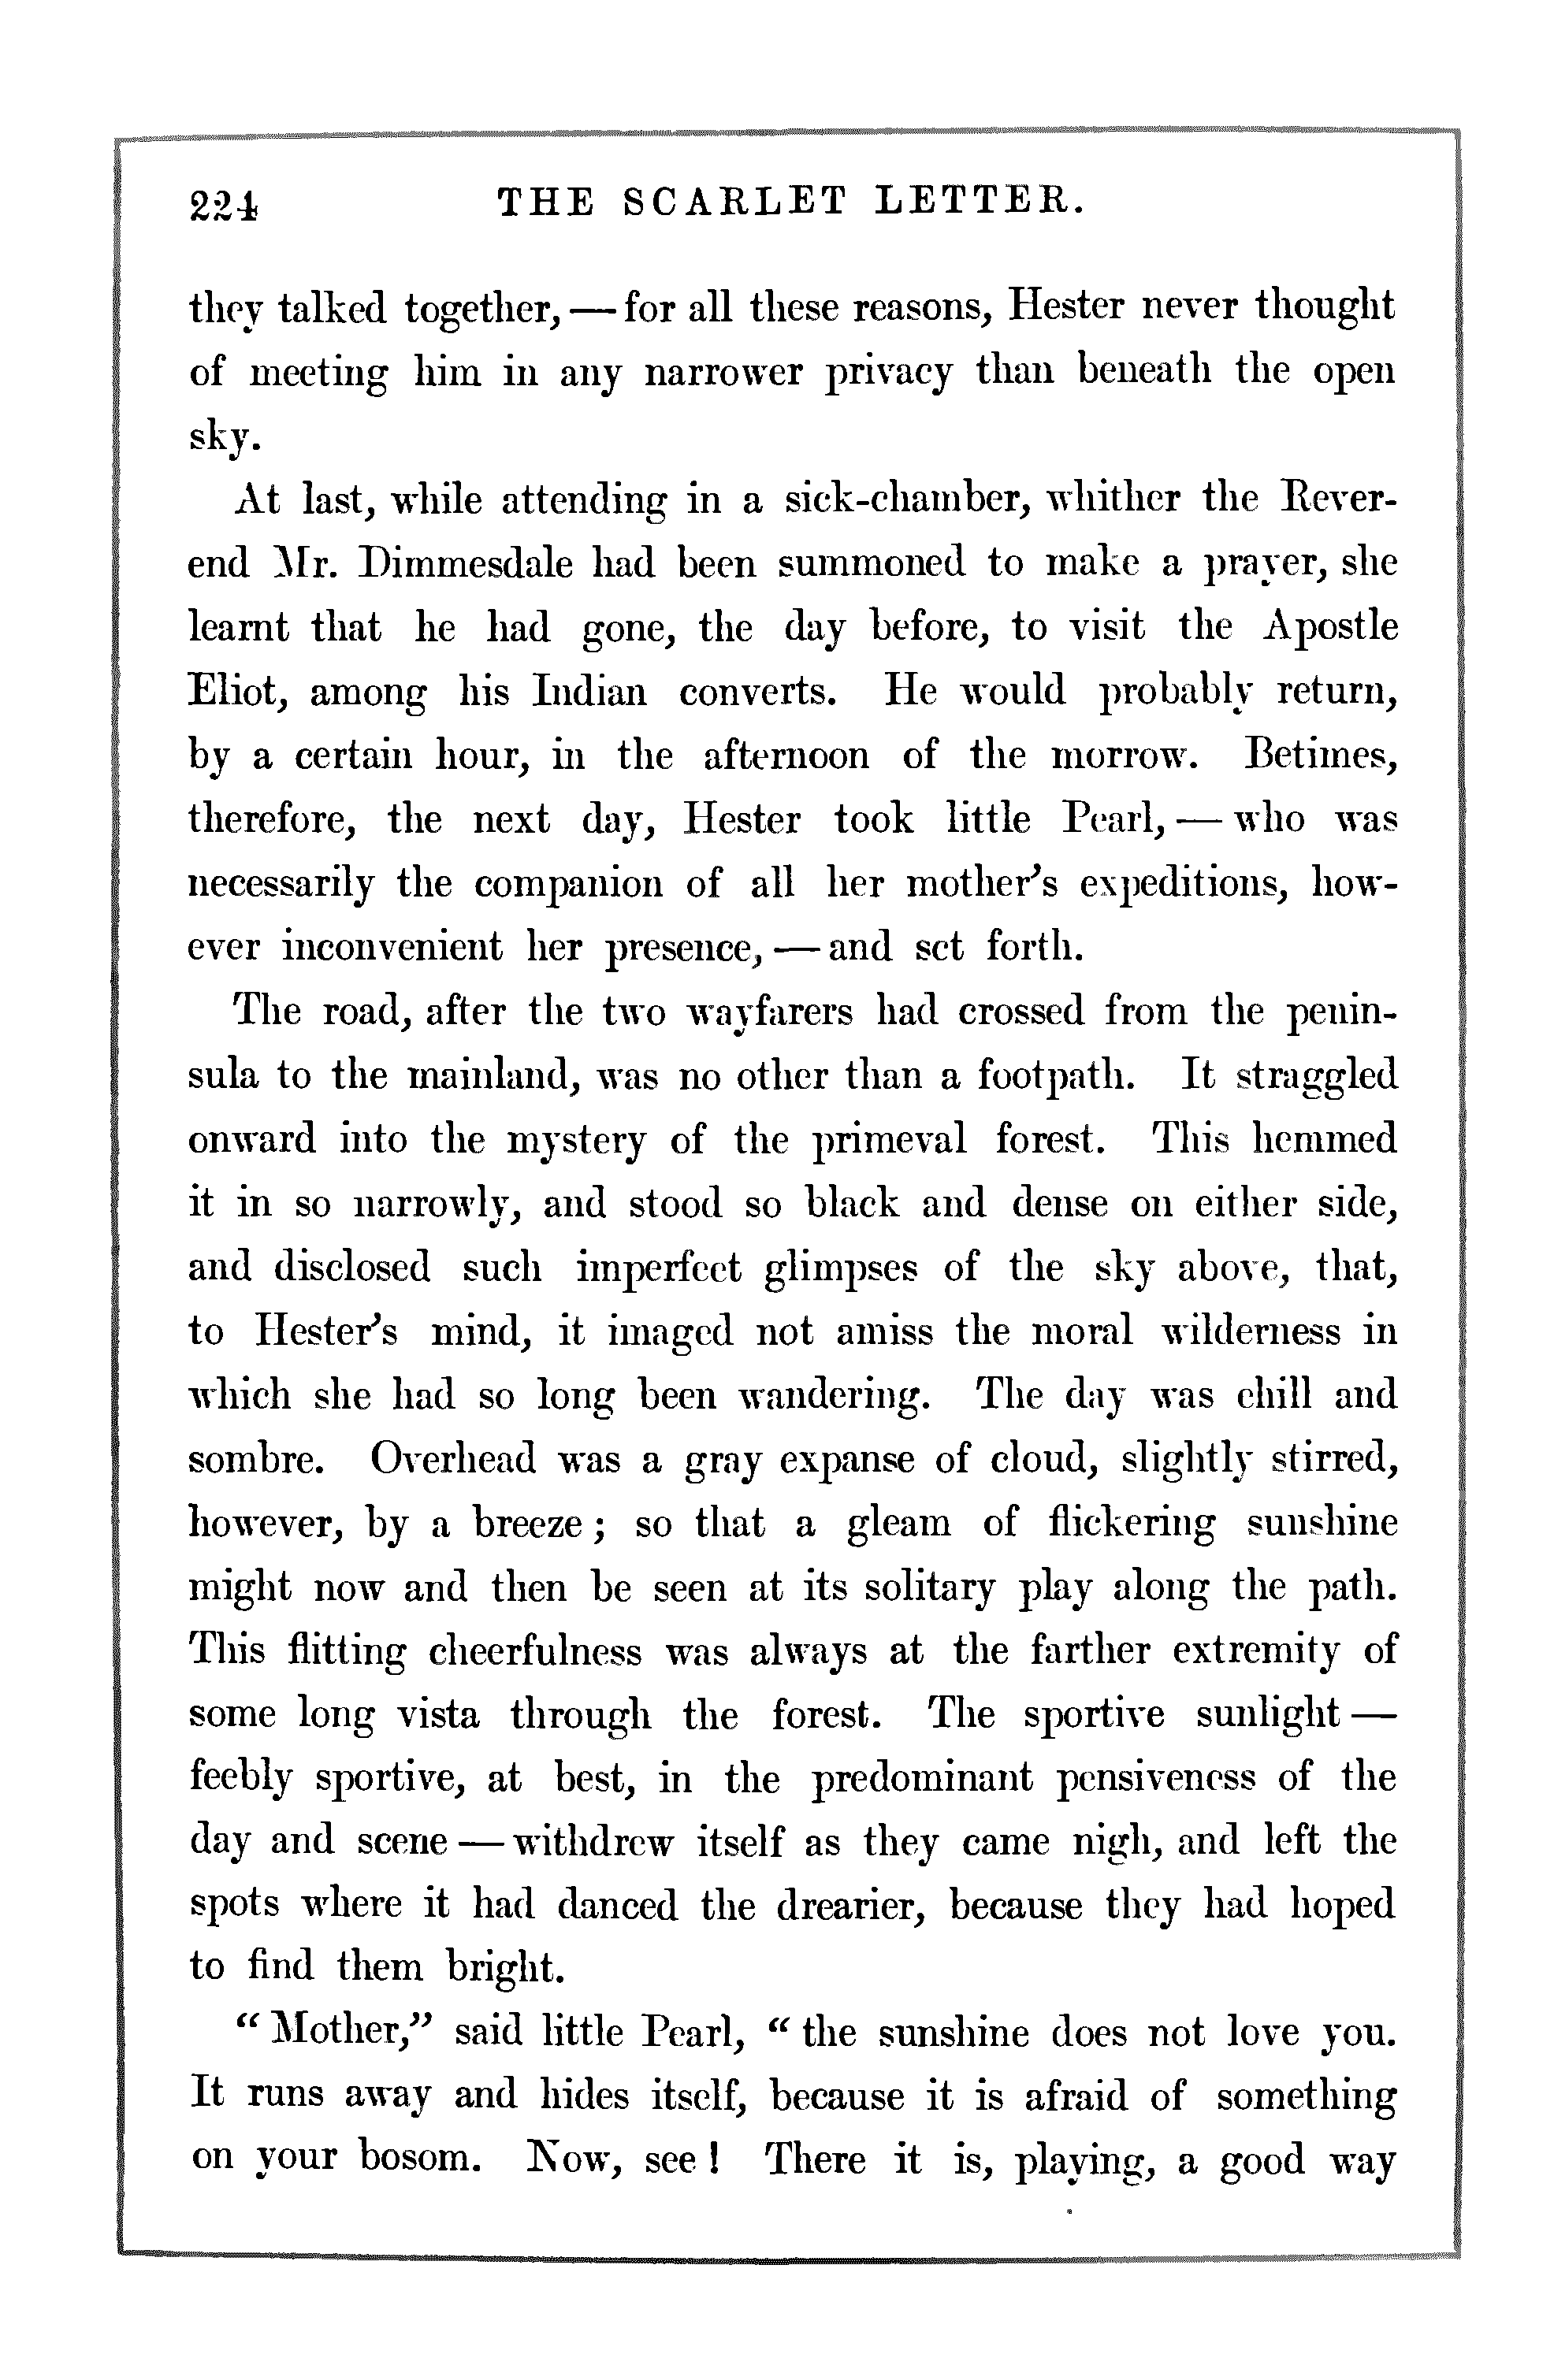 224 THE SCARLET LETTER.
they talked together, — for all these reasons, Hester never thought
of meeting him in any narrower privacy than beneath the open
sky.
At last, while attending in a sick-chamber, whither the Rever-
end Mr. Dimmesdale had been summoned to make a prayer, she
learnt that he had gone, the day before, to visit the Apostle
Eliot, among his Indian converts. He would probably return,
by a certain hour, in the afternoon of the morrow. Betimes,
therefore, the next day, Hester took little Pearl, — who was
necessarily the companion of all her mother's expeditions, how-
ever inconvenient her presence, — and set forth.
The road, after the two wayfarers had crossed from the penin-
sula to the mainland, was no other than a footpath. It straggled
onward into the mystery of the primeval forest. This hemmed
it in so narrowly, and stood so black and dense on either side,
and disclosed such imperfect glimpses of the sky above, that,
to Hester's mind, it imaged not amiss the moral wilderness in
which she had so long been wandering. The day was chill and
sombre. Overhead was a gray expanse of cloud, slightly stirred,
however, by a breeze; so that a gleam of flickering sunshine
might now and then be seen at its solitary play along the path.
This flitting cheerfulness was always at the farther extremity of
some long vista through the forest. The sportive sunlight —
feebly sportive, at best, in the predominant pensiveness of the
day and scene — withdrew itself as they came nigh, and left the
spots where it had danced the drearier, because they had hoped
to find them bright.
"Mother," said little Pearl, "the sunshine does not love you.
It runs away and hides itself, because it is afraid of something
on your bosom. Now, see! There it is, playing, a good way